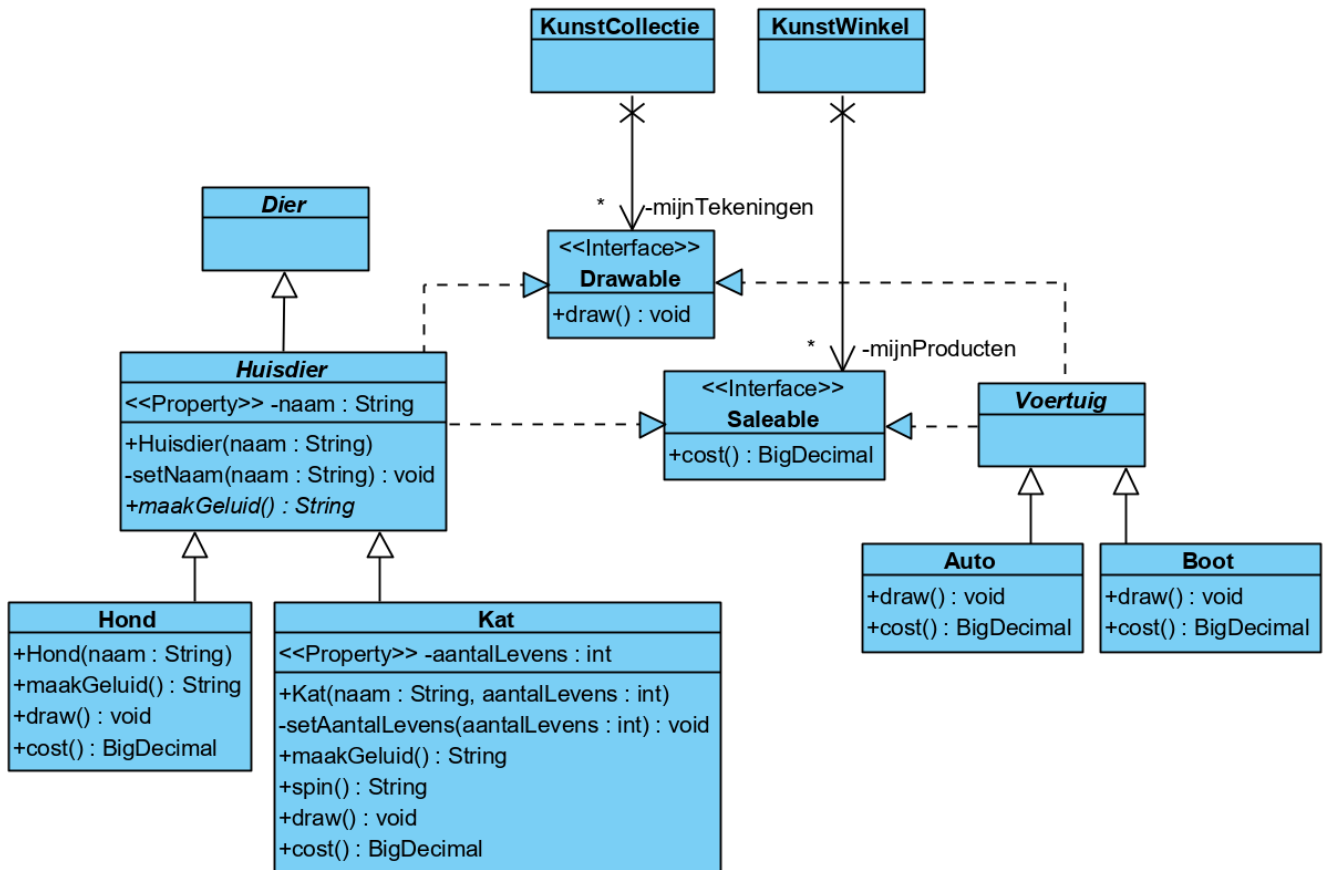 KunstCollectie
KunstWinkel
Dier
* -mijnTekeningen
<<Interface>>
Drawable
+draw() : void
* -mijnProducten
<<Interface>>
Saleable
+cost() : BigDecimal
Huisdier
<<Property>> -naam : String
+Huisdier(naam : String)
-setNaam(naam : String) : void
+maakGeluid() : String
Voertuig
Hond
+Hond(naam : String)
+maakGeluid() : String
+draw() : void
+cost() : BigDecimal
Kat
<<Property>> -aantalLevens : int
+Kat(naam : String, aantalLevens : int)
-setAantalLevens(aantalLevens : int) : void
+maakGeluid() : String
+spin() : String
+draw() : void
+cost() : BigDecimal
Auto
+draw() : void
+cost() : BigDecimal
Boot
+draw() : void
+cost() : BigDecimal